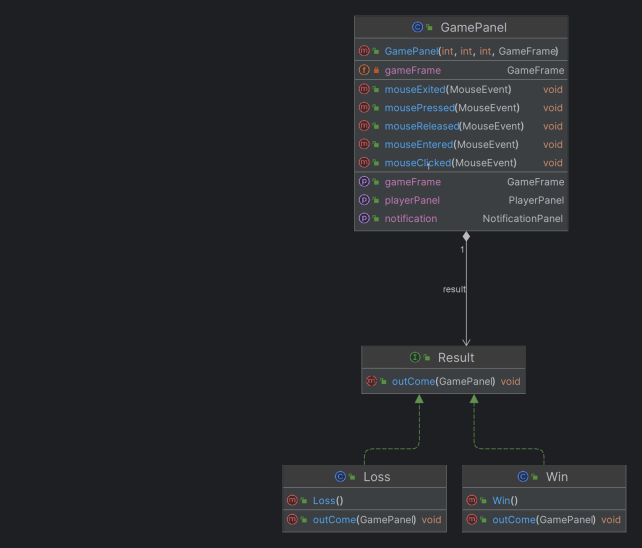 GamePanel
GamePanel(int, int, int, GameFrame)
gameFrame GameFrame
mouseExited(MouseEvent) void
mousePressed(MouseEvent) void
mouseReleased(MouseEvent) void
mouseEntered(MouseEvent) void
mouseClicked(MouseEvent) void
gameFrame GameFrame
playerPanel PlayerPanel
notification NotificationPanel
1
result
Result
outCome(GamePanel) void
Loss
Loss()
outCome(GamePanel) void
Win
Win()
outCome(GamePanel) void